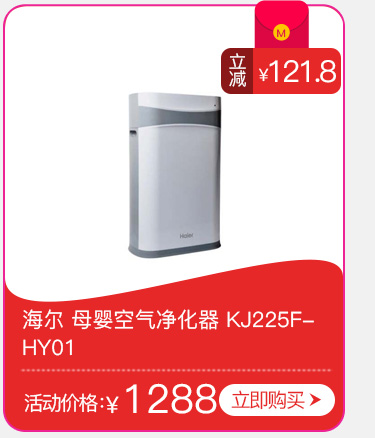 M
立减
¥121.8
Haier
海尔 母婴空气净化器 KJ225F-
HY01
活动价格:¥ 1288
立即购买